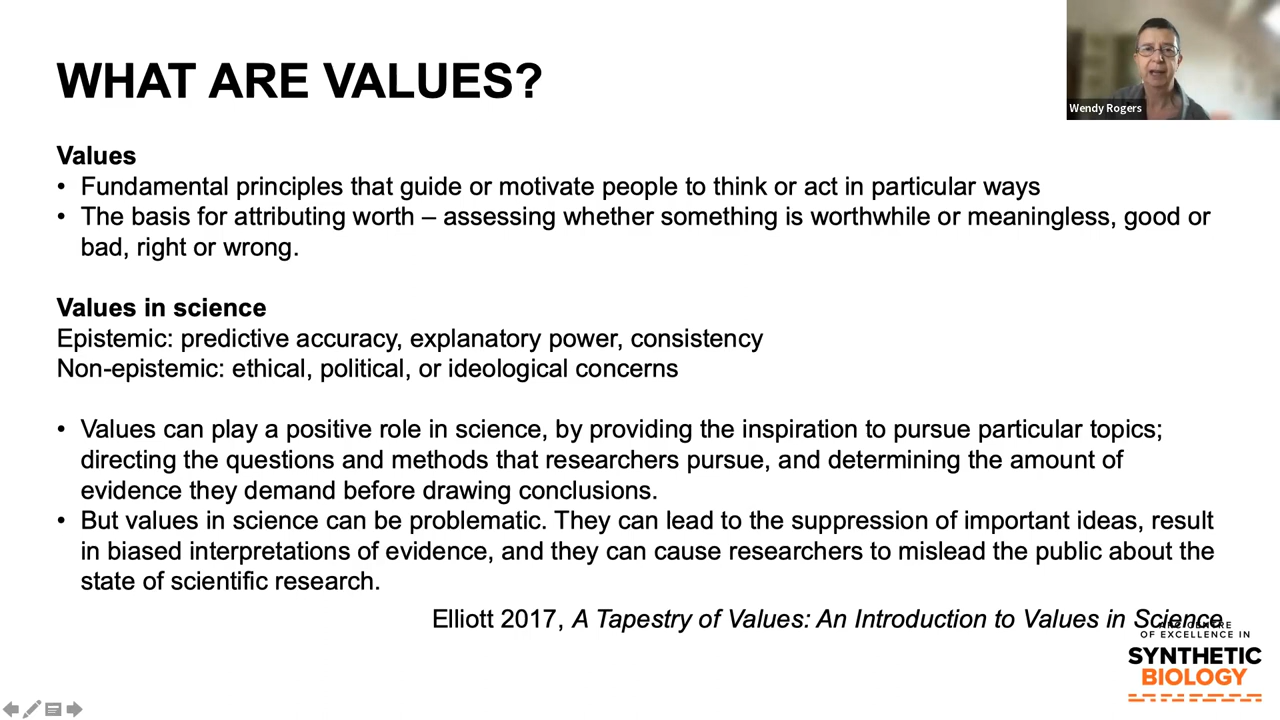 WHAT ARE VALUES?
Wendy Rogers
Values
• Fundamental principles that guide or motivate people to think or act in particular ways
• The basis for attributing worth – assessing whether something is worthwhile or meaningless, good or
bad, right or wrong.
Values in science
Epistemic: predictive accuracy, explanatory power, consistency
Non-epistemic: ethical, political, or ideological concerns
• Values can play a positive role in science, by providing the inspiration to pursue particular topics;
directing the questions and methods that researchers pursue, and determining the amount of
evidence they demand before drawing conclusions.
• But values in science can be problematic. They can lead to the suppression of important ideas, result
in biased interpretations of evidence, and they can cause researchers to mislead the public about the
state of scientific research.
Elliott 2017, A Tapestry of Values: An Introduction to Values in Science
ARC CENTRE
OF EXCELLENCE IN
SYNTHETIC
BIOLOGY